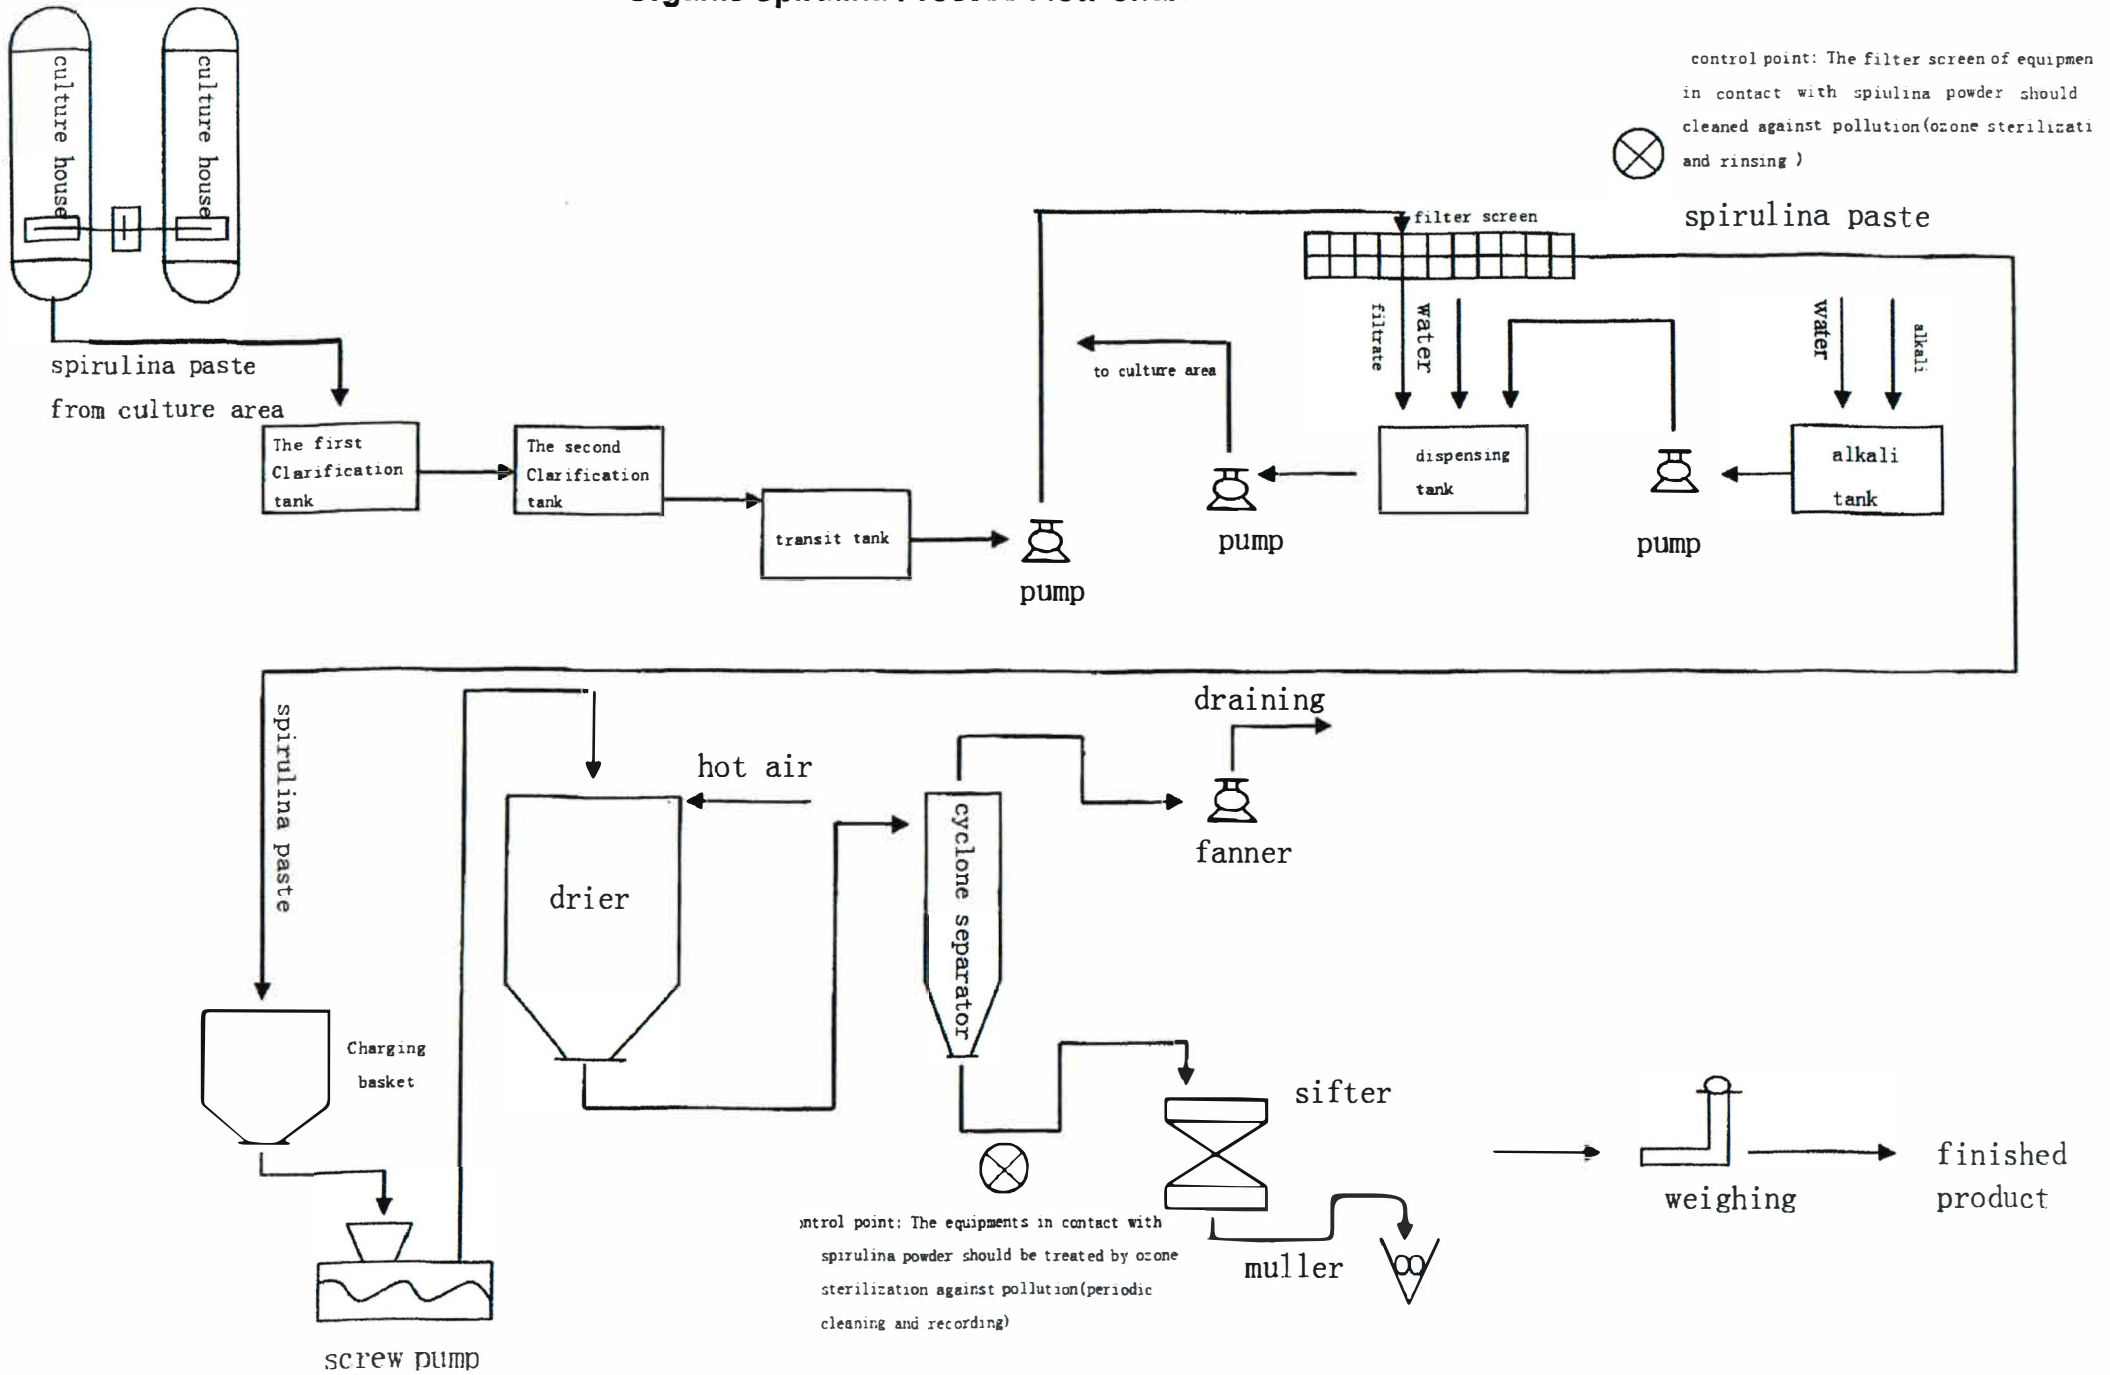 culture house
culture house
control point: The filter screen of equipmen
in contact with spiulina powder should
cleaned against pollution(ozone sterilizati
and rinsing )
filter screen
spirulina paste
filtrate
water
water
alkali
to culture area
spirulina paste
from culture area
The first
Clarification
tank
The second
Clarification
tank
transit tank
pump
pump
dispensing
tank
pump
alkali
tank
spirulina paste
draining
hot air
fanner
drier
cyclone separator
Charging
basket
sifter
screw pump
ntrol point: The equipments in contact with
spirulina powder should be treated by ozone
sterilization against pollution(periodic
cleaning and recording)
muller
weighing
finished
product